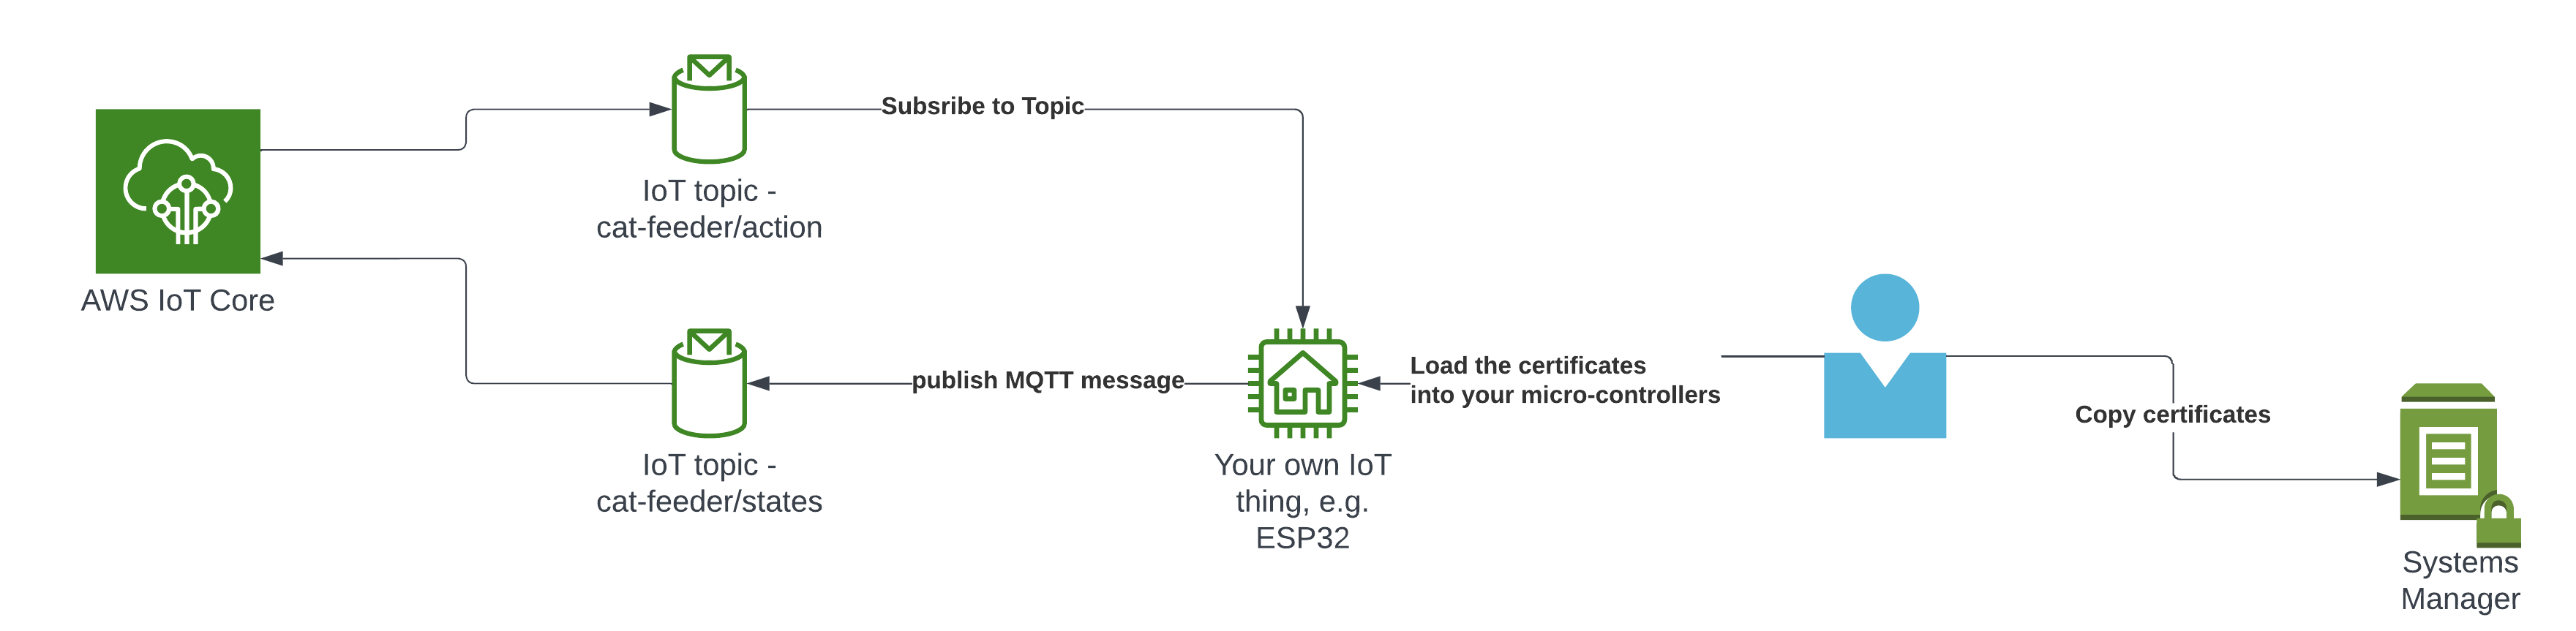 Subsribe to Topic
IoT topic -
cat-feeder/action
AWS IoT Core
publish MQTT message
IoT topic -
cat-feeder/states
Load the certificates
into your micro-controllers
Your own IoT
thing, e.g.
ESP32
Copy certificates
Systems
Manager